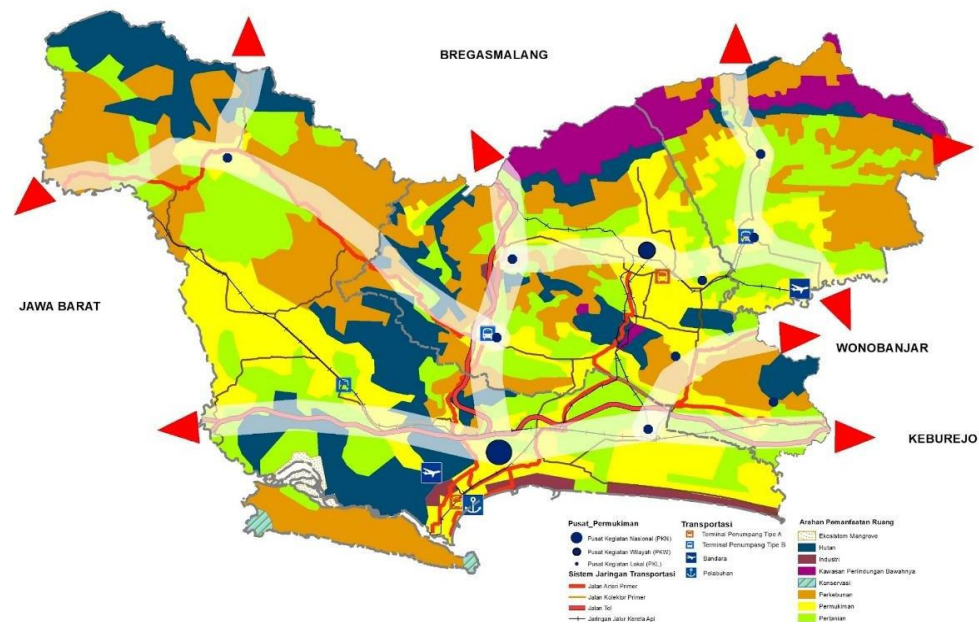 BREGASMALANG
JAWA BARAT
WONOBANJAR
KEBUREJO
Pusat_Permukiman
Pusat Kegiatan Nasional (PKN)
Pusat Kegiatan Wilayah (PKW)
Pusat Kegiatan Lokal (PKL)
Sistem Jaringan Transportasi
Jalan Arteri Primer
Jalan Kolektor Primer
Jalan Tol
Jaringan Jalur Kereta Api
Transportasi
Terminal Penumpang Tipe A
Terminal Penumpang Tipe B
Bandara
Pelabuhan
Arahan Pemanfaatan Ruang
Ekosistem Mangrove
Hutan
Industri
Kawasan Perlindungan Bawahnya
Konservasi
Perkebunan
Permukiman
Pertanian